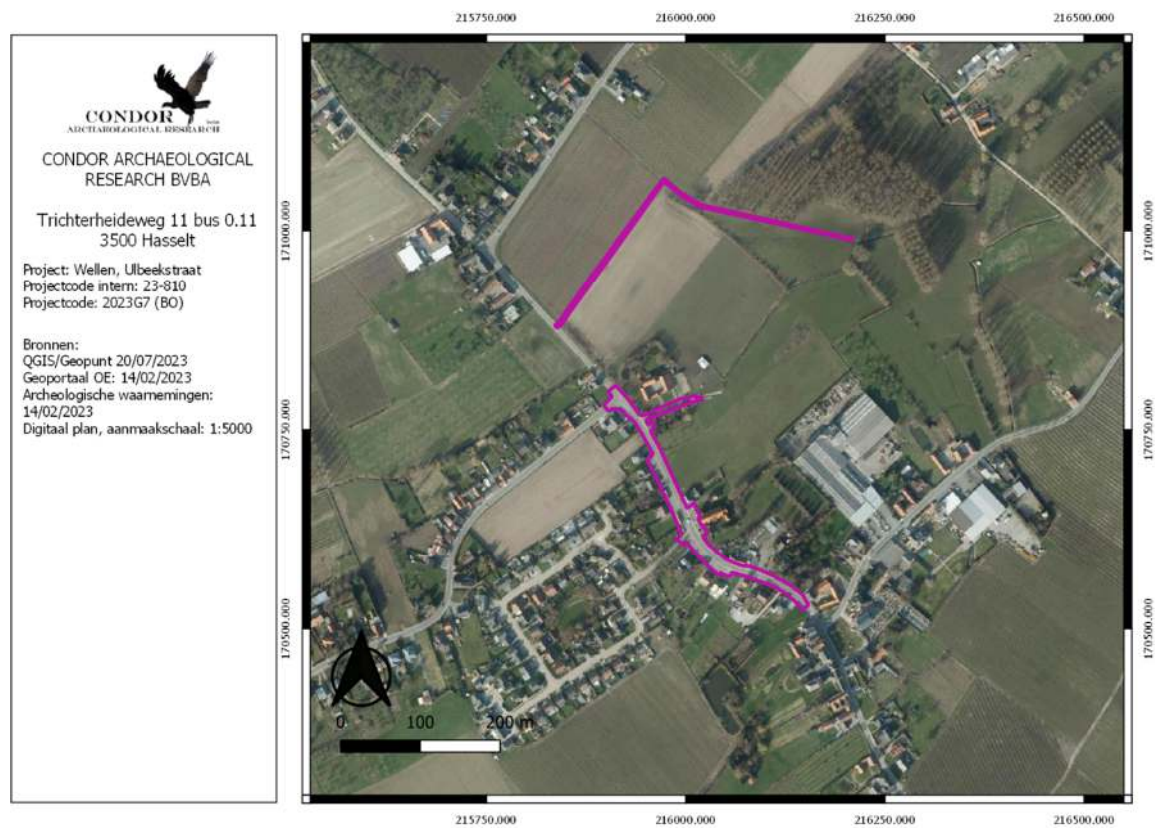 CONDOR
ARCHAEOLOGICAL RESEARCH
CONDOR ARCHAEOLOGICAL
RESEARCH BVBA
Trichterheideweg 11 bus 0.11
3500 Hasselt
Project: Wellen, Ulbeekstraat
Projectcode intern: 23-810
Projectcode: 2023G7 (BO)
Bronnen:
QGIS/Geopunt 20/07/2023
Geoportaal OE: 14/02/2023
Archeologische waarnemingen:
14/02/2023
Digitaal plan, aanmaakschaal: 1:5000
215750.000 216000.000 216250.000 216500.000
171000.000 171000.000
170750.000 170750.000
170500.000 170500.000
0 100 200 m
215750.000 216000.000 216250.000 216500.000